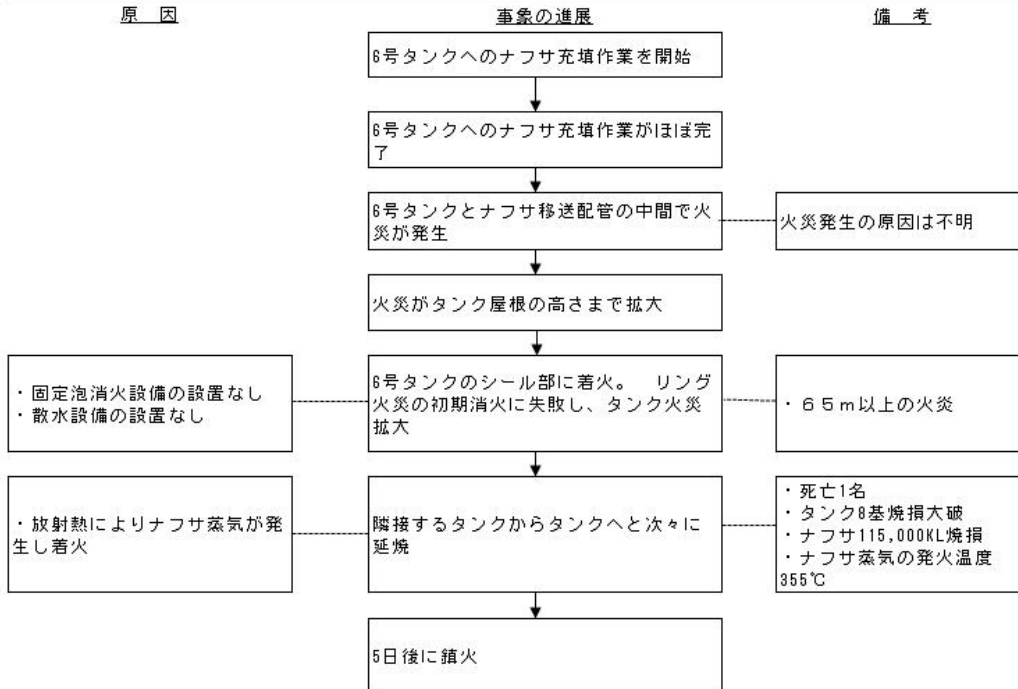 原　因
事象の進展
備　考
6号タンクへのナフサ充填作業を開始
6号タンクへのナフサ充填作業がほぼ完
了
6号タンクとナフサ移送配管の中間で火
災が発生
火災発生の原因は不明
火災がタンク屋根の高さまで拡大
・固定泡消火設備の設置なし
・散水設備の設置なし
6号タンクのシール部に着火。　リング
火災の初期消火に失敗し、タンク火災
拡大
・６５ｍ以上の火炎
・放射熱によりナフサ蒸気が発
生し着火
隣接するタンクからタンクへと次々に
延焼
・死亡1名
・タンク8基焼損大破
・ナフサ115,000KL焼損
・ナフサ蒸気の発火温度
355℃
5日後に鎮火